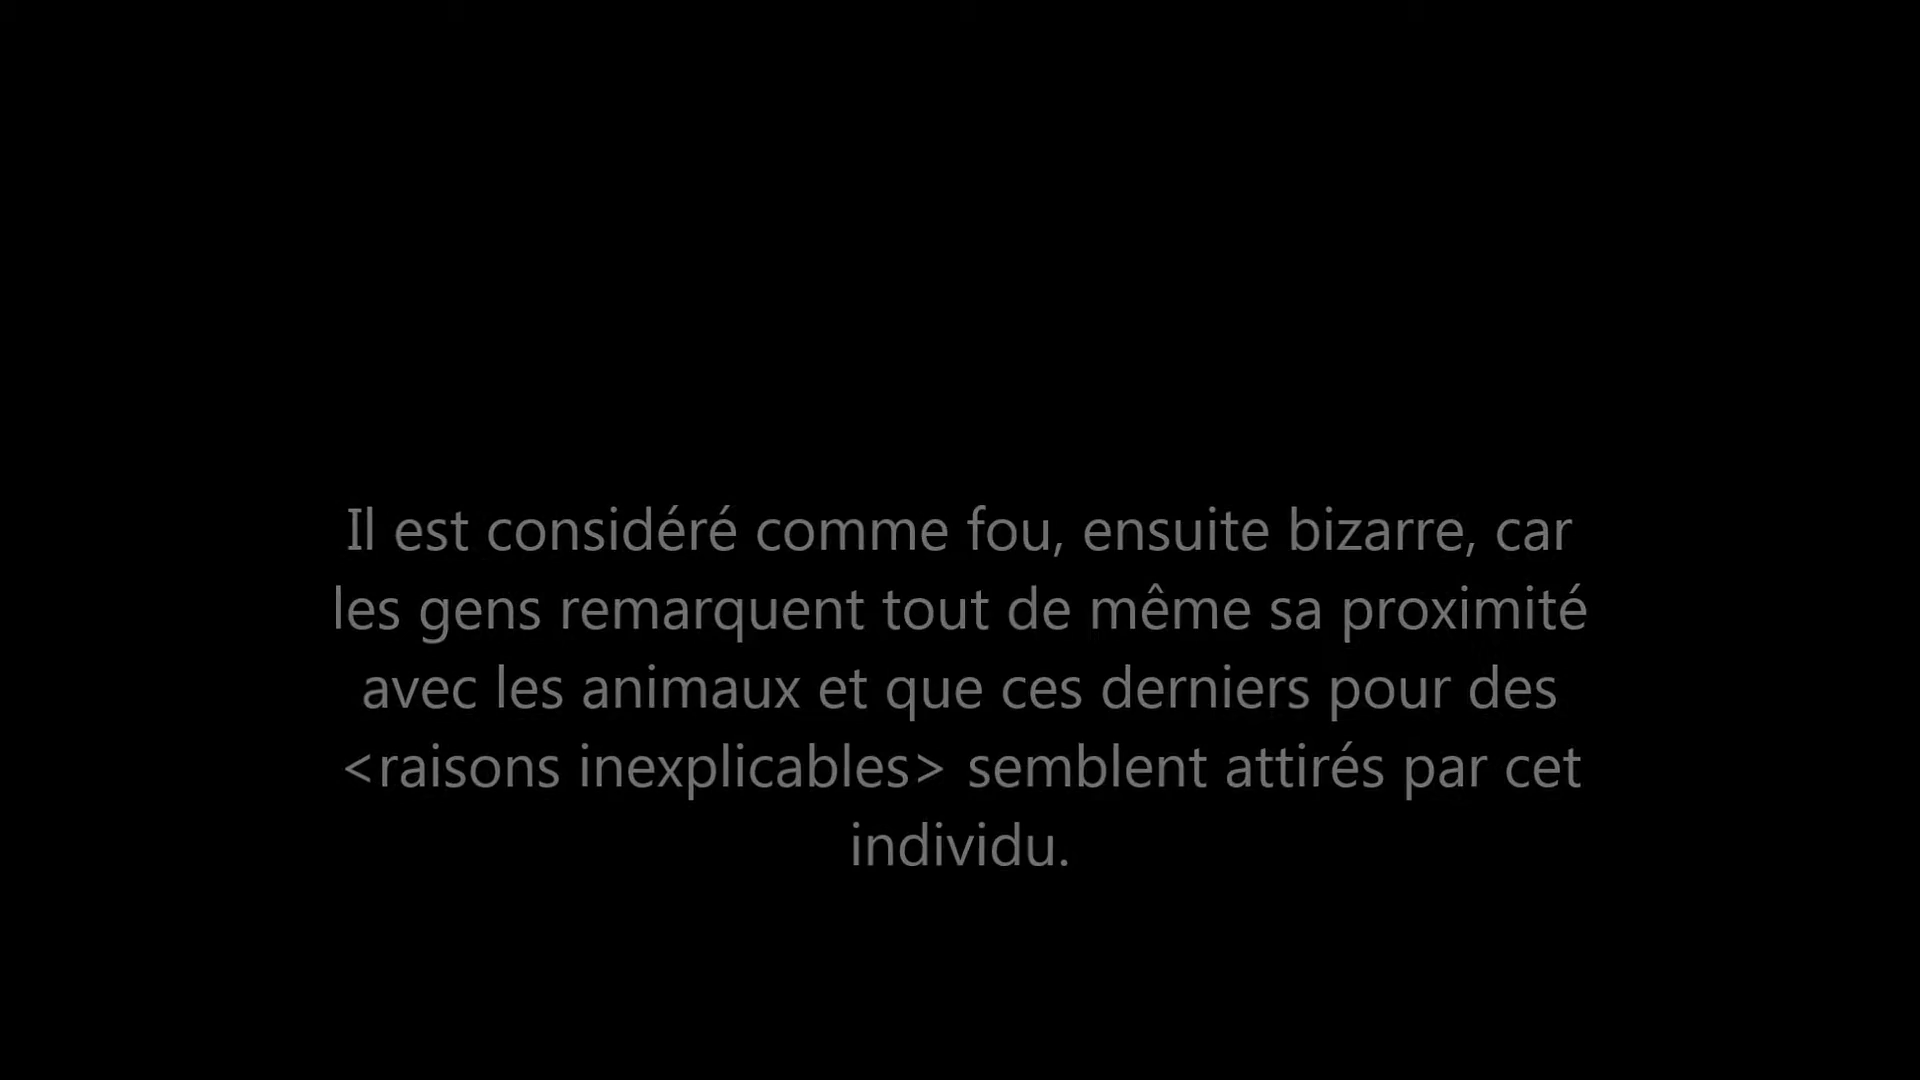 Il est considéré comme fou, ensuite bizarre, car
les gens remarquent tout de même sa proximité
avec les animaux et que ces derniers pour des
<raisons inexplicables> semblent attirés par cet
individu.